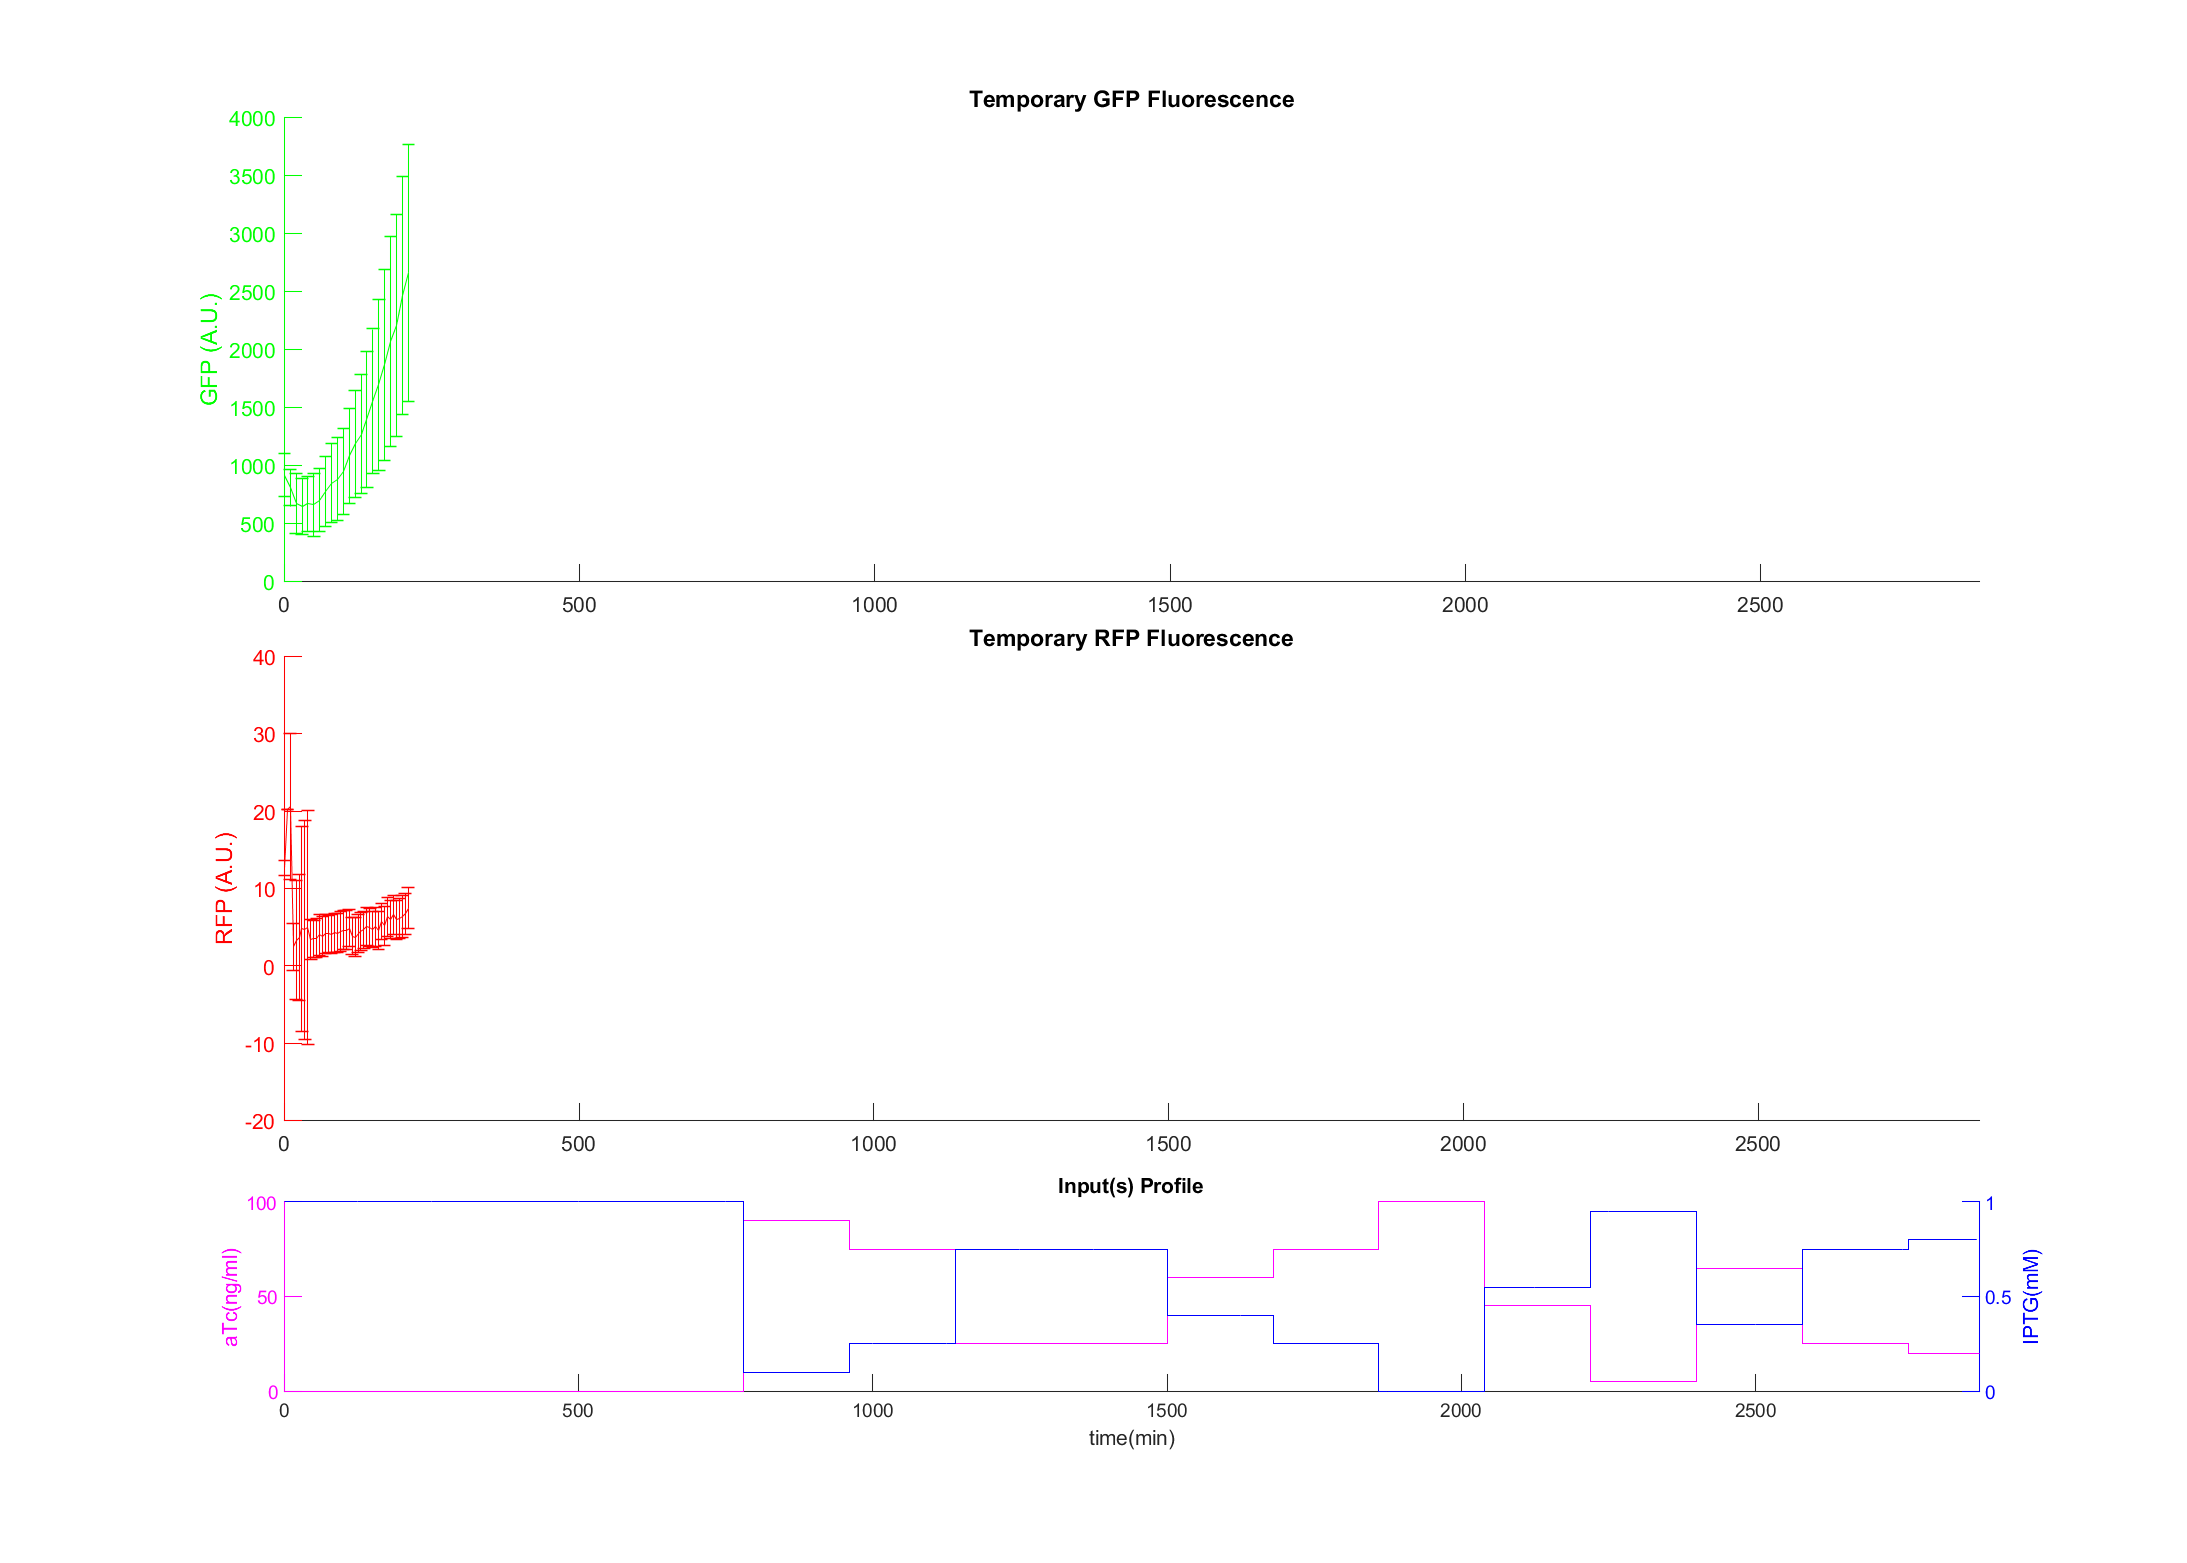 Temporary GFP Fluorescence
4000
3500
3000
2500
2000
1500
1000
500
0
GFP (A.U.)
0 500 1000 1500 2000 2500
Temporary RFP Fluorescence
40
30
20
10
0
-10
-20
RFP (A.U.)
0 500 1000 1500 2000 2500
Input(s) Profile
100
50
0
aTc(ng/ml)
1
0.5
0
IPTG(mM)
0 500 1000 1500 2000 2500
time(min)